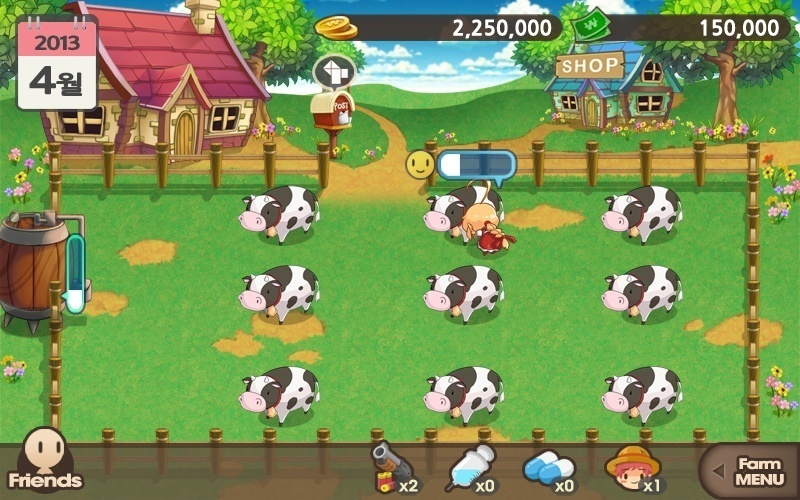 2013
4월
2,250,000
₩
150,000
SHOP
POST
Friends
x2
x0
x0
x1
Farm
MENU